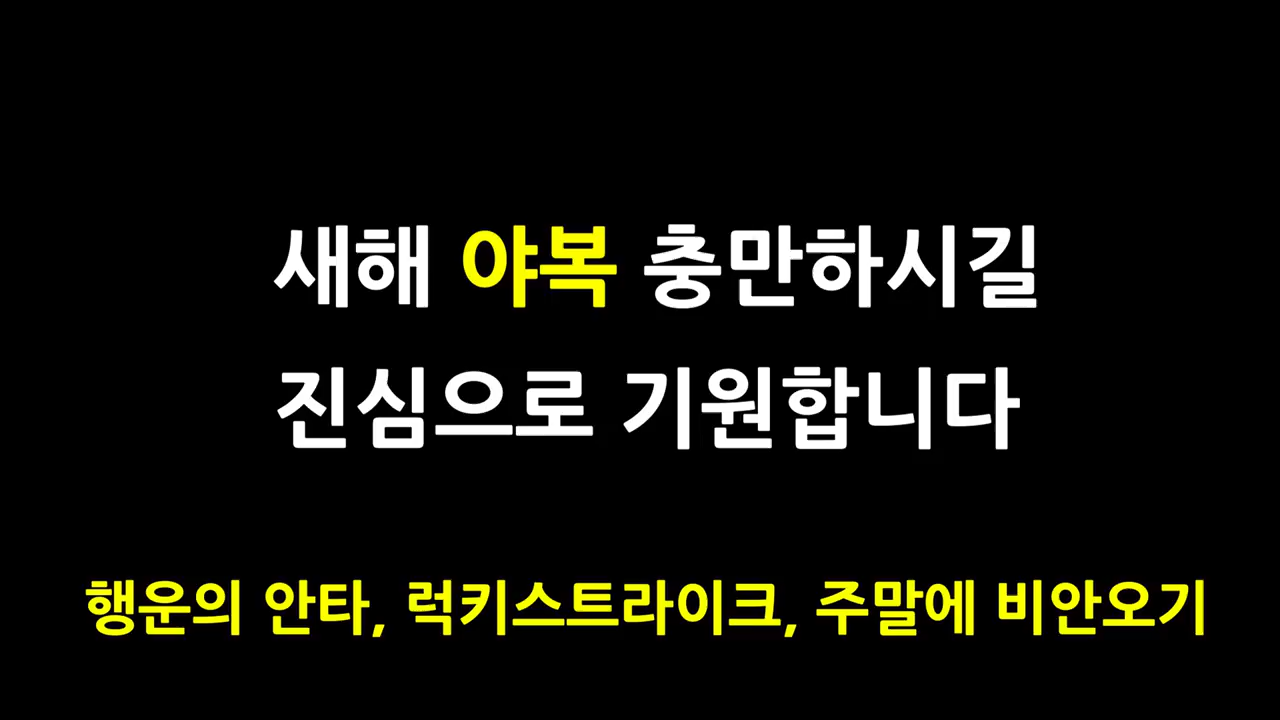 새해 야복 충만하시길
진심으로 기원합니다
행운의 안타, 럭키스트라이크, 주말에 비안오기